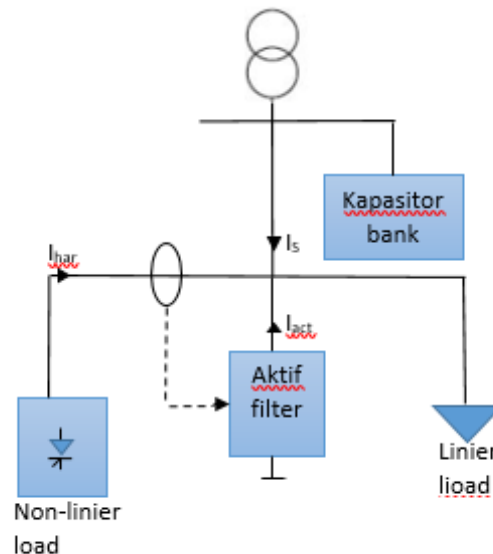 Kapasitor
bank
Is
Ihar
Iact
Aktif
filter
Linier
lioad
Non-linier
load